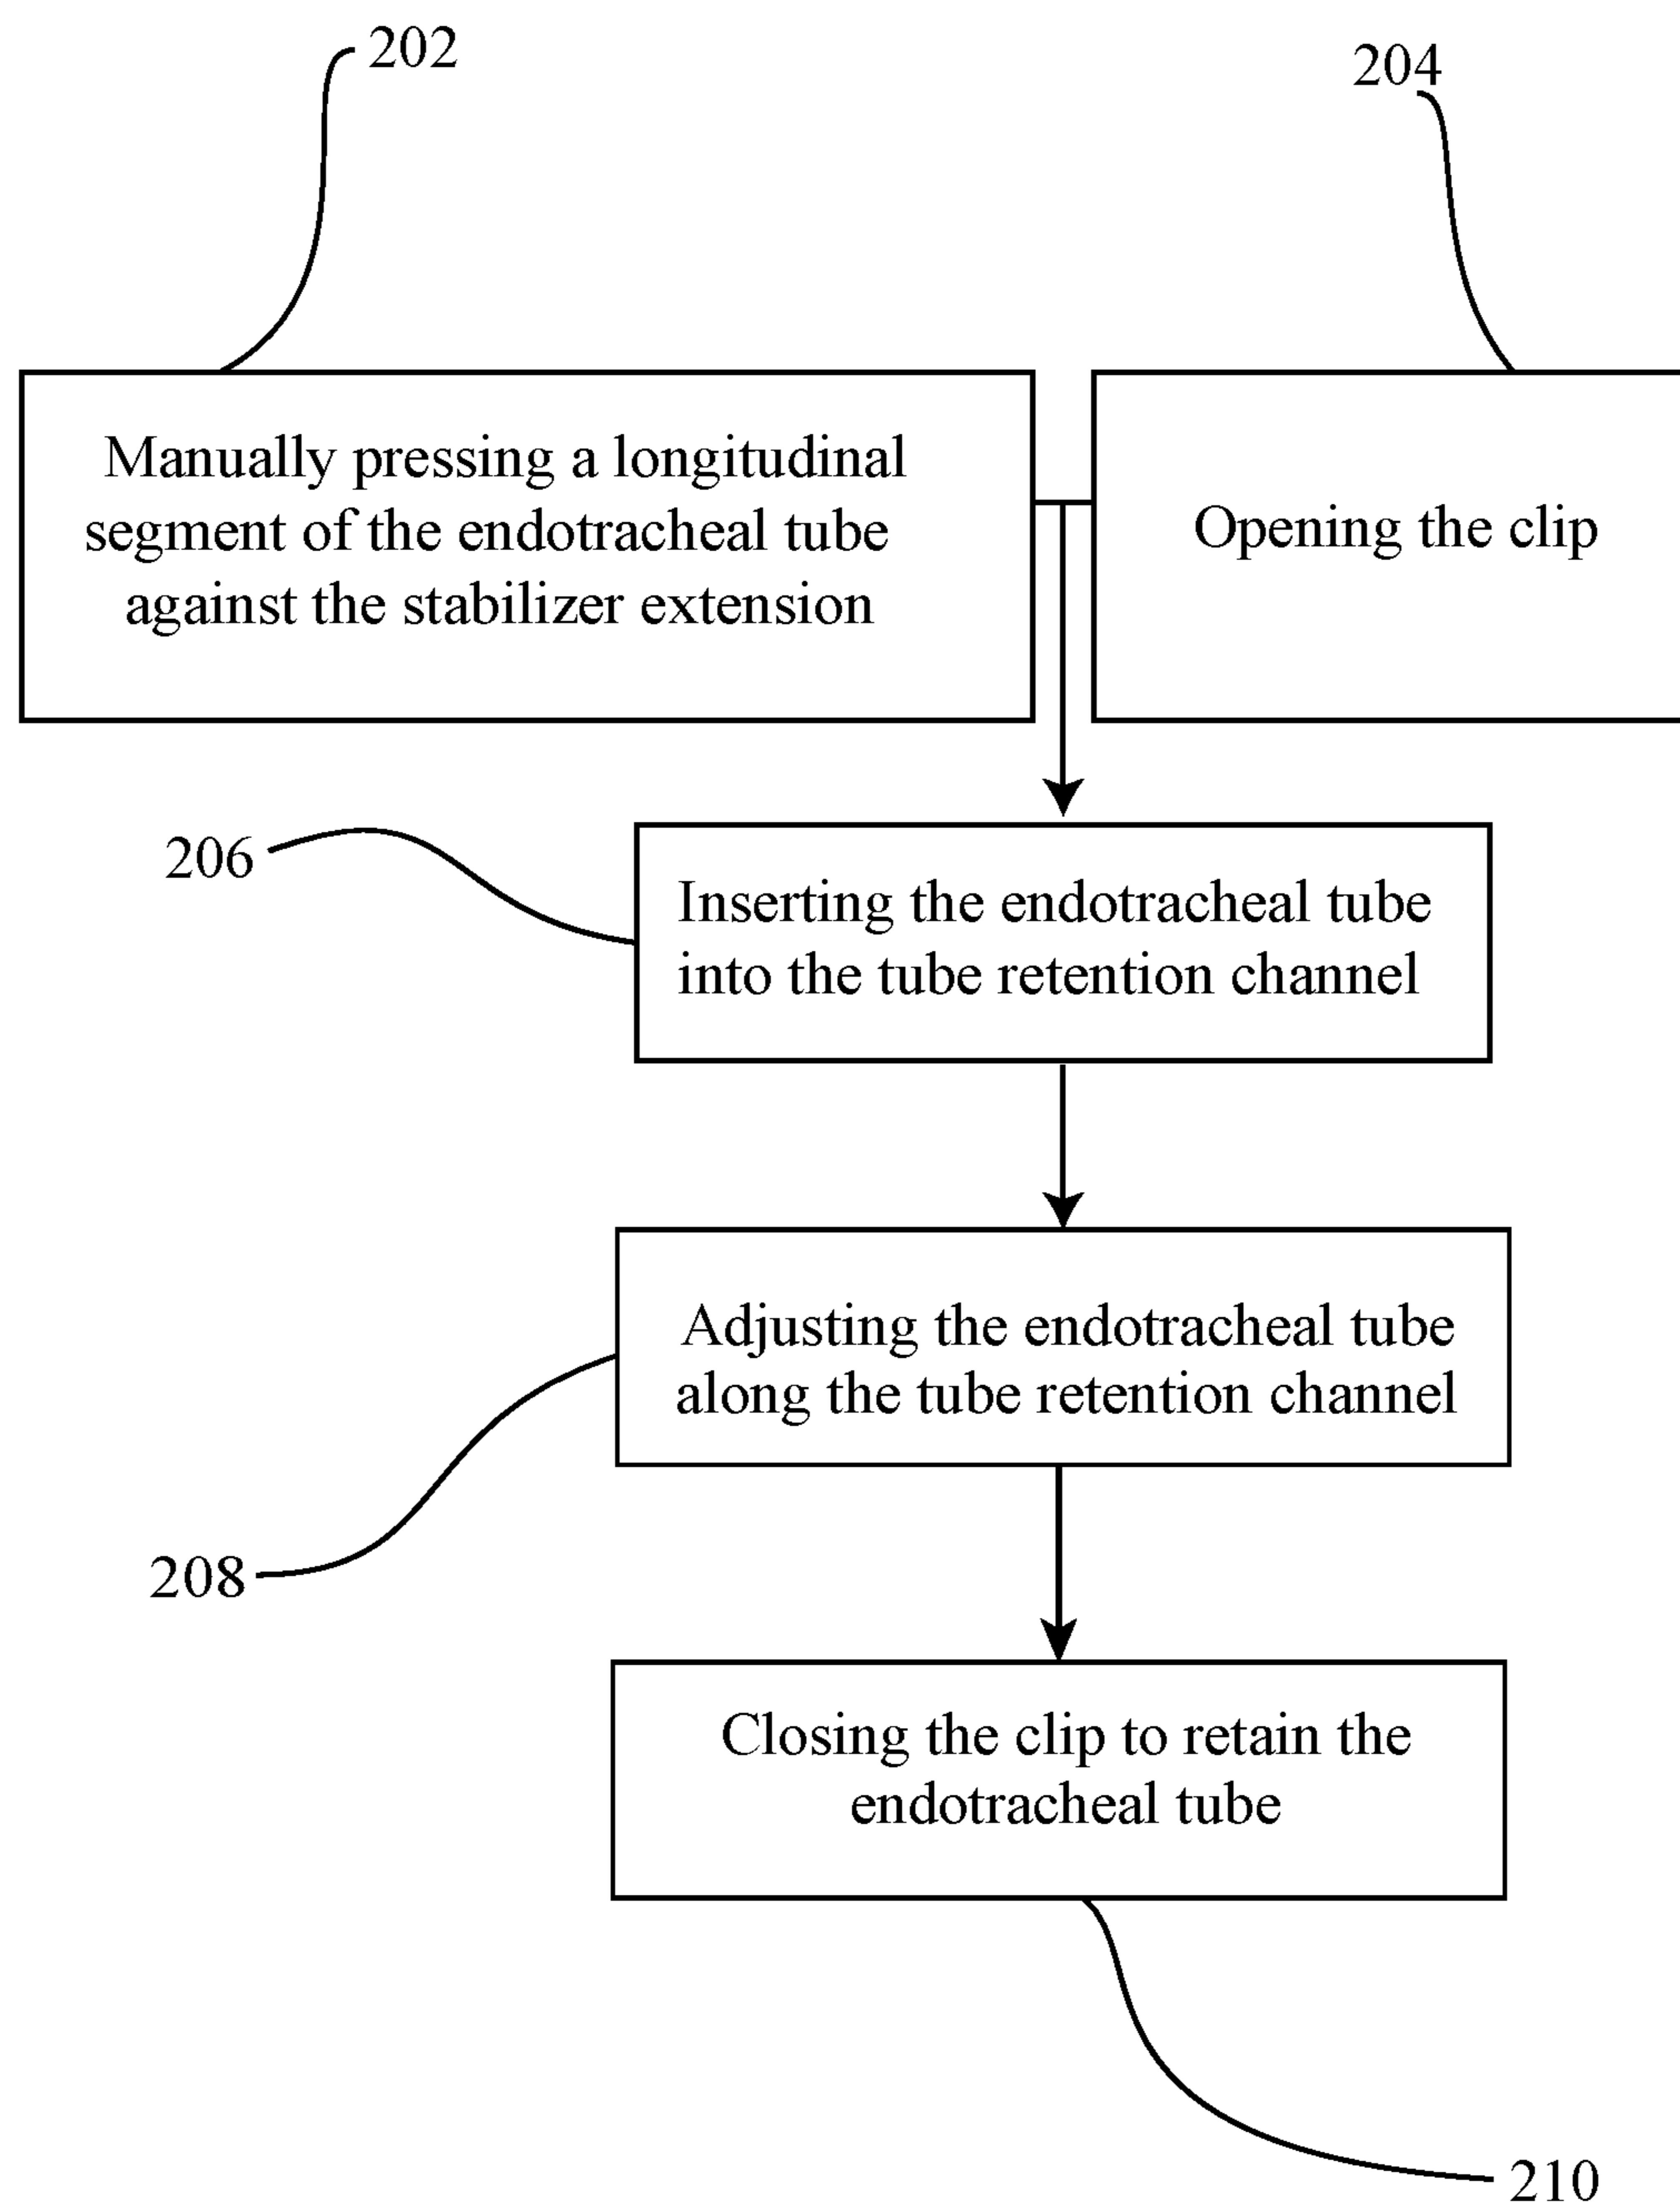 202
204
Manually pressing a longitudinal
segment of the endotracheal tube
against the stabilizer extension
Opening the clip
206
Inserting the endotracheal tube
into the tube retention channel
Adjusting the endotracheal tube
along the tube retention channel
208
Closing the clip to retain the
endotracheal tube
210